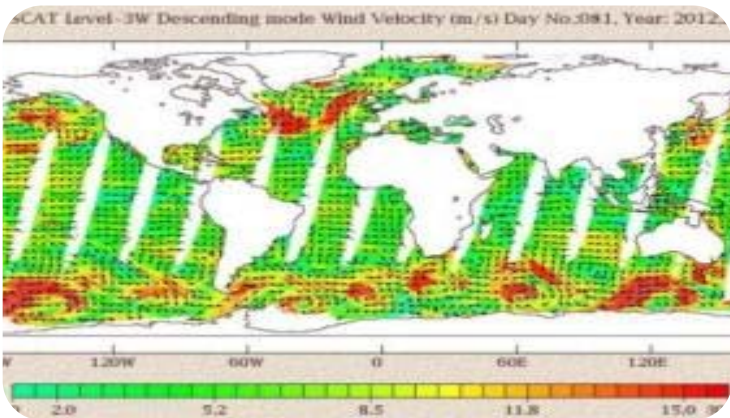 SCAT Level-3W Descending mode Wind Velocity (m/s) Day No.:081, Year: 2012
120W 60W 0 60E 120E
2.0 5.2 8.5 11.8 15.0